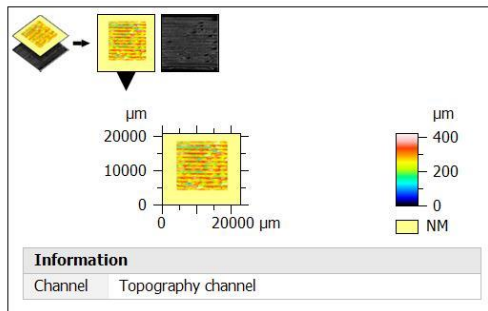 µm
20000
10000
0
0
20000 µm
µm
400
200
0
NM
Information
Channel Topography channel